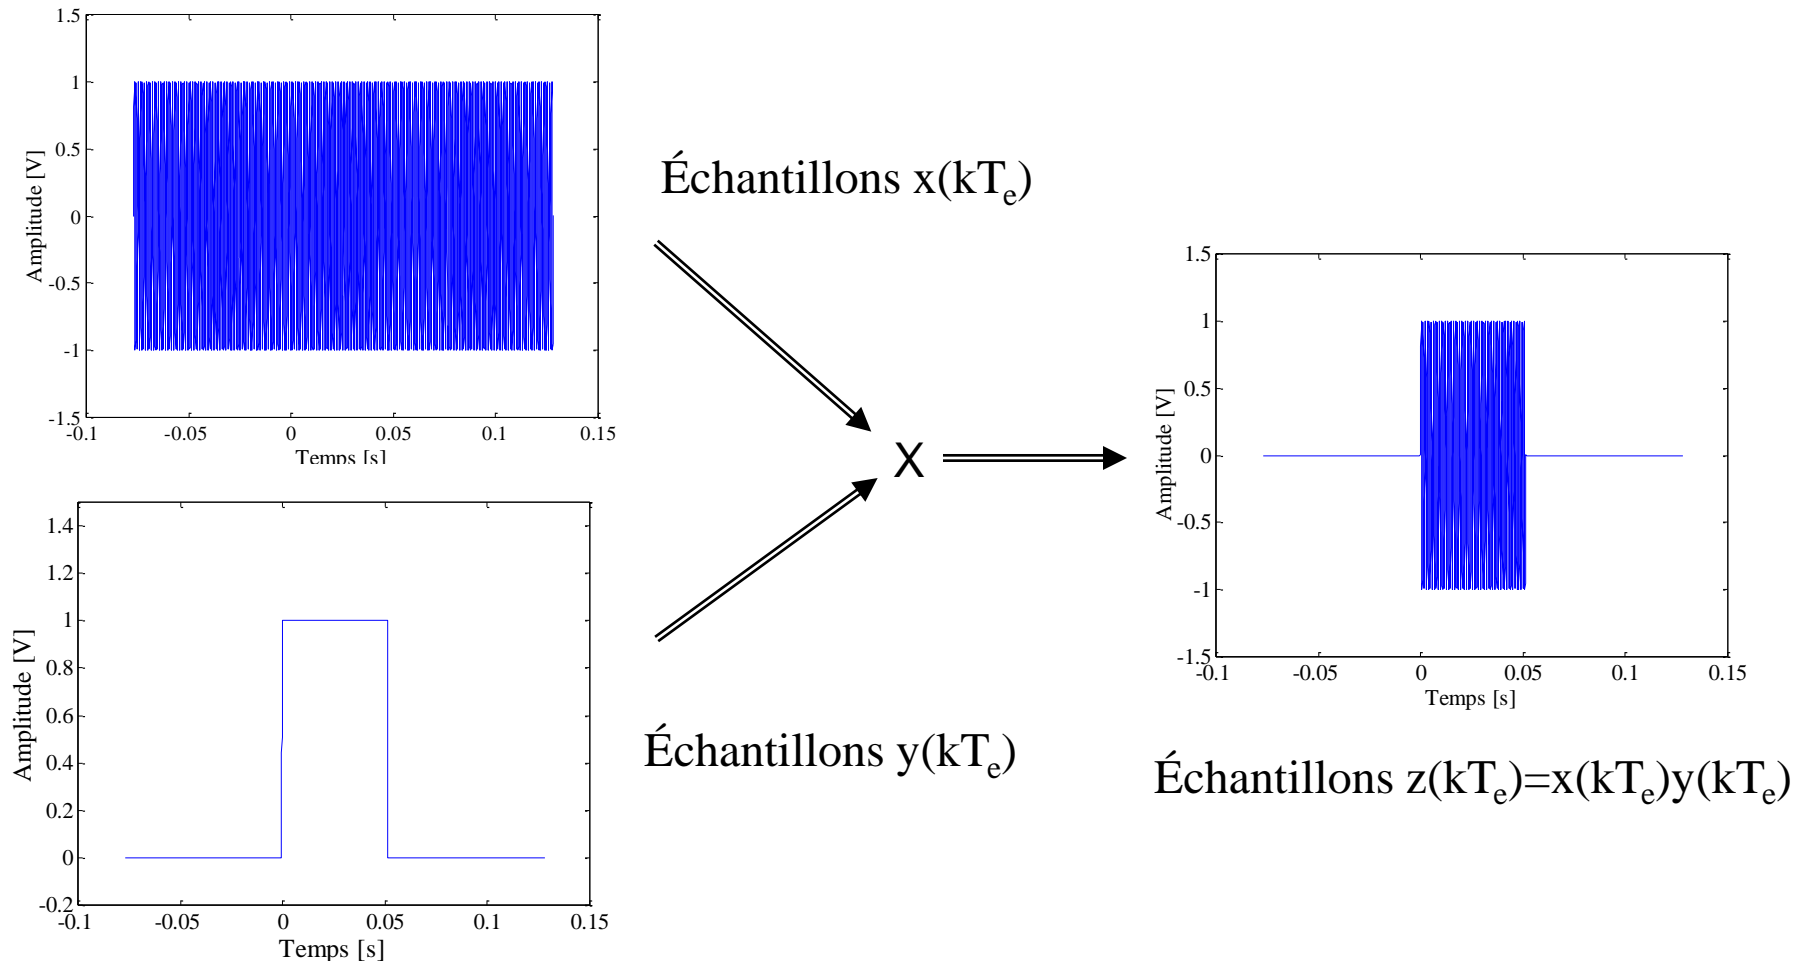 1.5
1
0.5
0
-0.5
-1
-1.5
-0.1 -0.05 0 0.05 0.1 0.15
Amplitude [V]
Temps [s]
Échantillons x(kTe)
1.4
1.2
1
0.8
0.6
0.4
0.2
0
-0.2
-0.1 -0.05 0 0.05 0.1 0.15
Amplitude [V]
Temps [s]
Échantillons y(kTe)
X
1.5
1
0.5
0
-0.5
-1
-1.5
-0.1 -0.05 0 0.05 0.1 0.15
Amplitude [V]
Temps [s]
Échantillons z(kTe)=x(kTe)y(kTe)